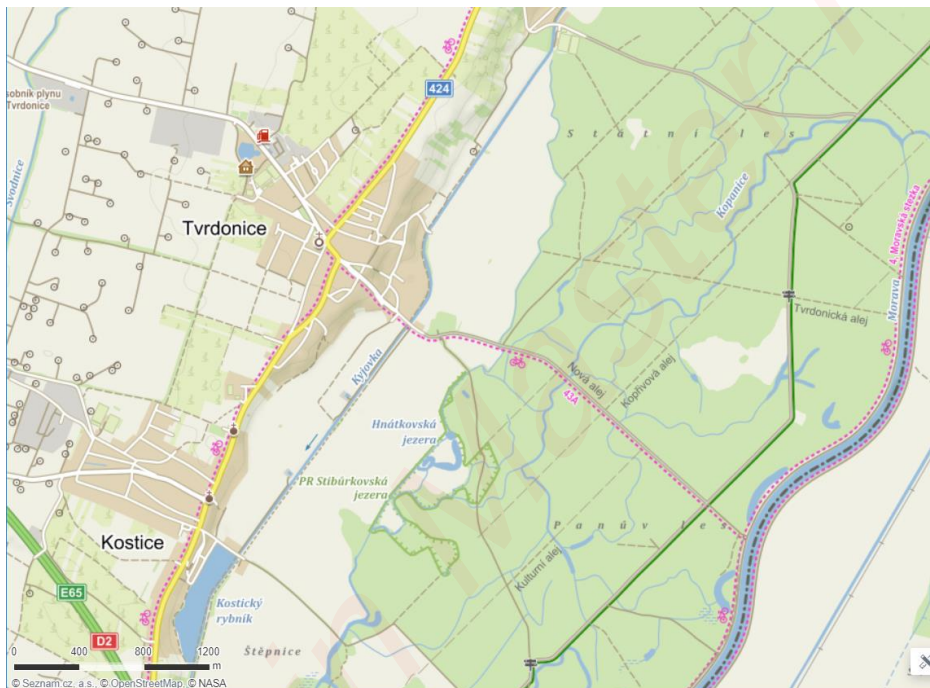 424
sobník plynu
Tvrdonice
Svodnice
Státní les
Kopanice
4. Moravská stezka
Tvrdonice
Morava
Tvrdonická alej
Kyjovka
Nová alej
Kopřivová alej
43A
Hnátkovská
jezera
PR Stibůrkovská
jezera
Panův les
Kostice
Kulturní alej
E65
Kostický
rybník
D2
Štěpnice
0 400 800 1200
m
© Seznam.cz, a.s., © OpenStreetMap, © NASA